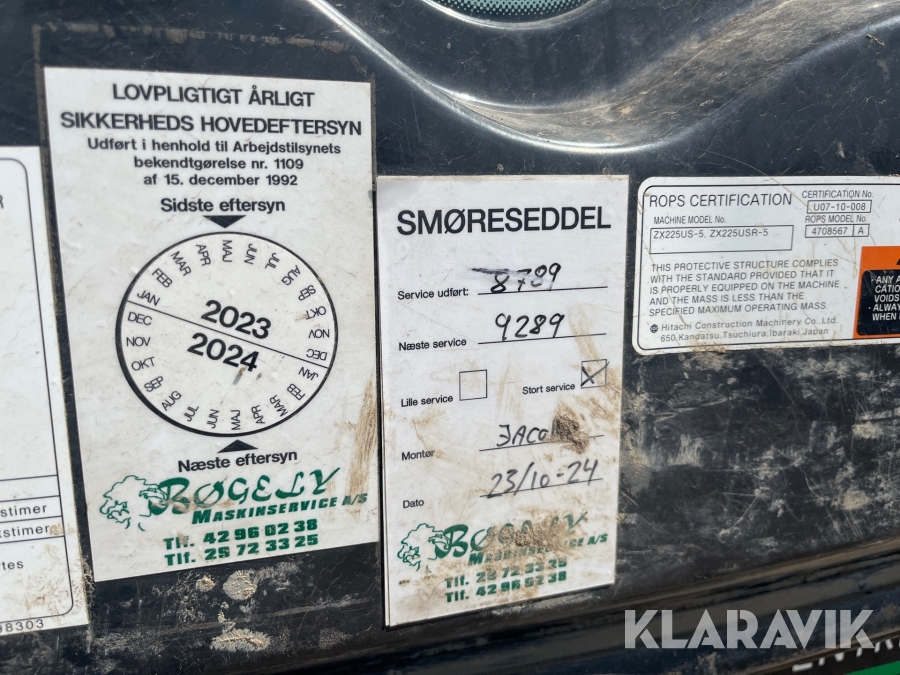 LOVPLIGTIGT ÅRLIGT
SIKKERHEDS HOVEDEFTERSYN
Udført i henhold til Arbejdstilsynets
bekendtgørelse nr. 1109
af 15. december 1992
Sidste eftersyn
JAN FEB MAR APR MAJ JUN JUL AUG SEP OKT NOV DEC
2023
2024
JAN FEB MAR APR MAJ JUN JUL AUG SEP OKT NOV DEC
Næste eftersyn
BØGELY
MASKINSERVICE A/S
Tlf. 42 96 02 38
Tlf. 25 72 33 25
SMØRESEDDEL
Service udført: 8789
Næste service 9289
Lille service
Stort service
Montør
Dato 23/10-24
BØGELY
MASKINSERVICE A/S
Tlf. 25 72 33 25
Tlf. 42 96 02 38
ROPS CERTIFICATION
CERTIFICATION No.
U07-10-008
MACHINE MODEL No.
ROPS MODEL No.
ZX225US-5, ZX225USR-5
4708567 A
THIS PROTECTIVE STRUCTURE COMPLIES
WITH THE STANDARD PROVIDED THAT IT
IS PROPERLY EQUIPPED ON THE MACHINE
AND THE MASS IS LESS THAN THE
SPECIFIED MAXIMUM OPERATING MASS.
Hitachi Construction Machinery Co., Ltd.
650, Kandatsu, Tsuchiura, Ibaraki, Japan
VOIDS
WHEN
KLARAVIK